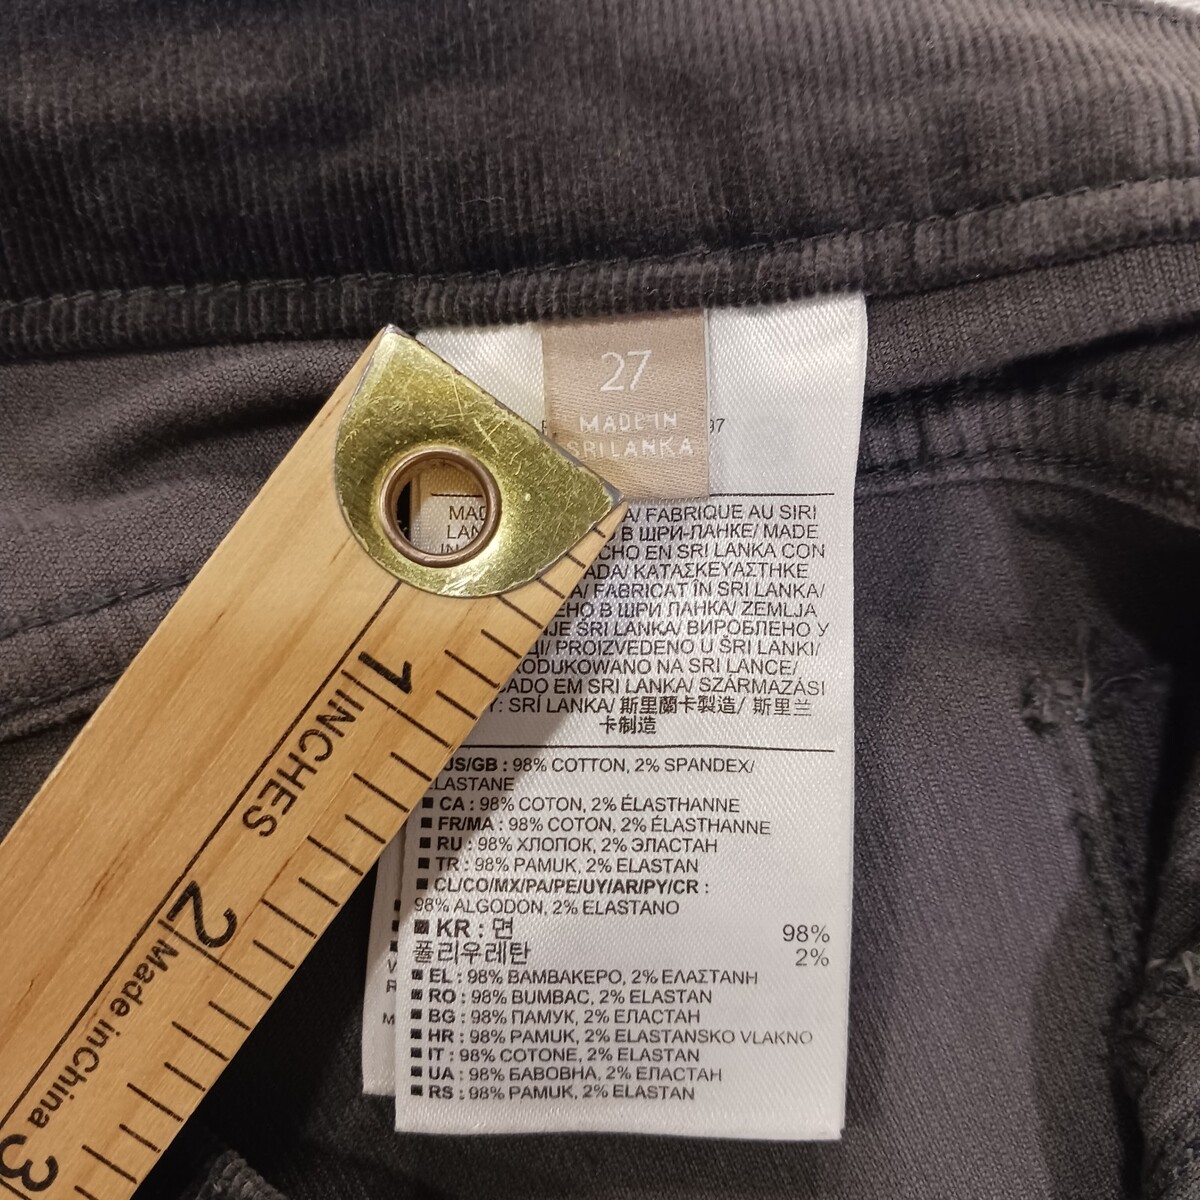 27
MADE IN
SRI LANKA
97
MAD A/ FABRIQUE AU SIRI
LAN В ШРИ-ЛАНКЕ/ MADE
IN CHO EN SRI LANKA CON
ADA/ ΚΑΤΑΣΚΕΥΑΣΤΗΚΕ
A/ FABRICAT ÎN SRI LANKA/
ЕНО В ШРИ ЛАНКА/ ZEMLJA
NJE ŠRI LANKA/ ВИРОБЛЕНО У
ЦІ/ PROIZVEDENO U ŠRI LANKI/
ODUKOWANO NA SRI LANCE/
CADO EM SRI LANKA/ SZÁRMAZÁSI
Y: SRÍ LANKA/ 斯里蘭卡製造/ 斯里兰
卡制造
US/GB : 98% COTTON, 2% SPANDEX/
ELASTANE
■ CA : 98% COTON, 2% ÉLASTHANNE
■ FR/MA : 98% COTON, 2% ÉLASTHANNE
■ RU : 98% ХЛОПОК, 2% ЭЛАСТАН
■ TR : 98% PAMUK, 2% ELASTAN
■ CL/CO/MX/PA/PE/UY/AR/PY/CR :
98% ALGODON, 2% ELASTANO
■ KR : 면 98%
폴리우레탄 2%
■ EL : 98% ΒΑΜΒΑΚΕΡΟ, 2% ΕΛΑΣΤΑΝΗ
■ RO : 98% BUMBAC, 2% ELASTAN
■ BG : 98% ПАМУК, 2% ЕЛАСТАН
■ HR : 98% PAMUK, 2% ELASTANSKO VLAKNO
■ IT : 98% COTONE, 2% ELASTAN
■ UA : 98% БАВОВНА, 2% ЕЛАСТАН
■ RS : 98% PAMUK, 2% ELASTAN
1
INCHES
2
Made in China
3